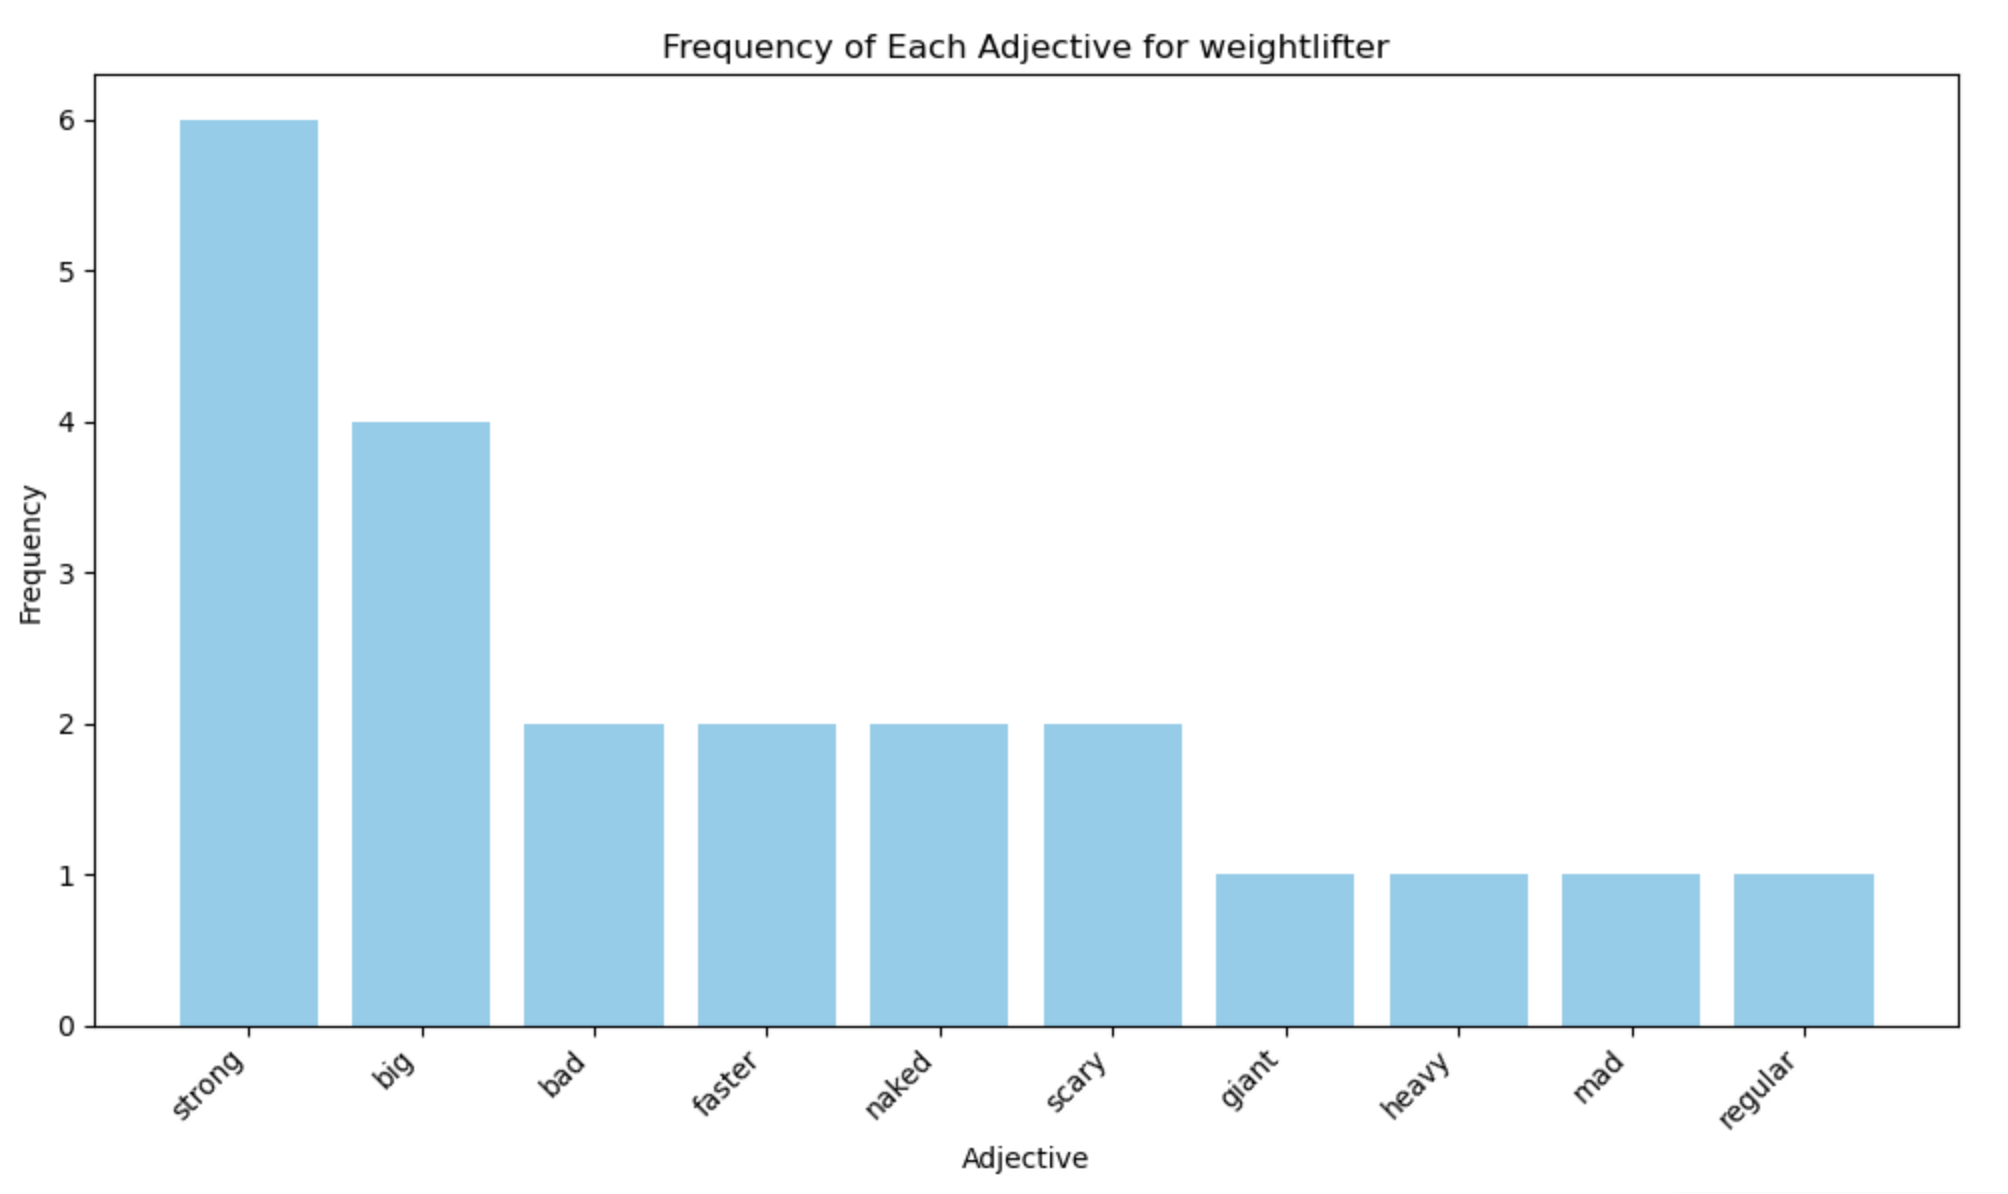 Frequency of Each Adjective for weightlifter
6
5
4
3
2
1
0
Frequency
strong
big
bad
faster
naked
scary
giant
heavy
mad
regular
Adjective